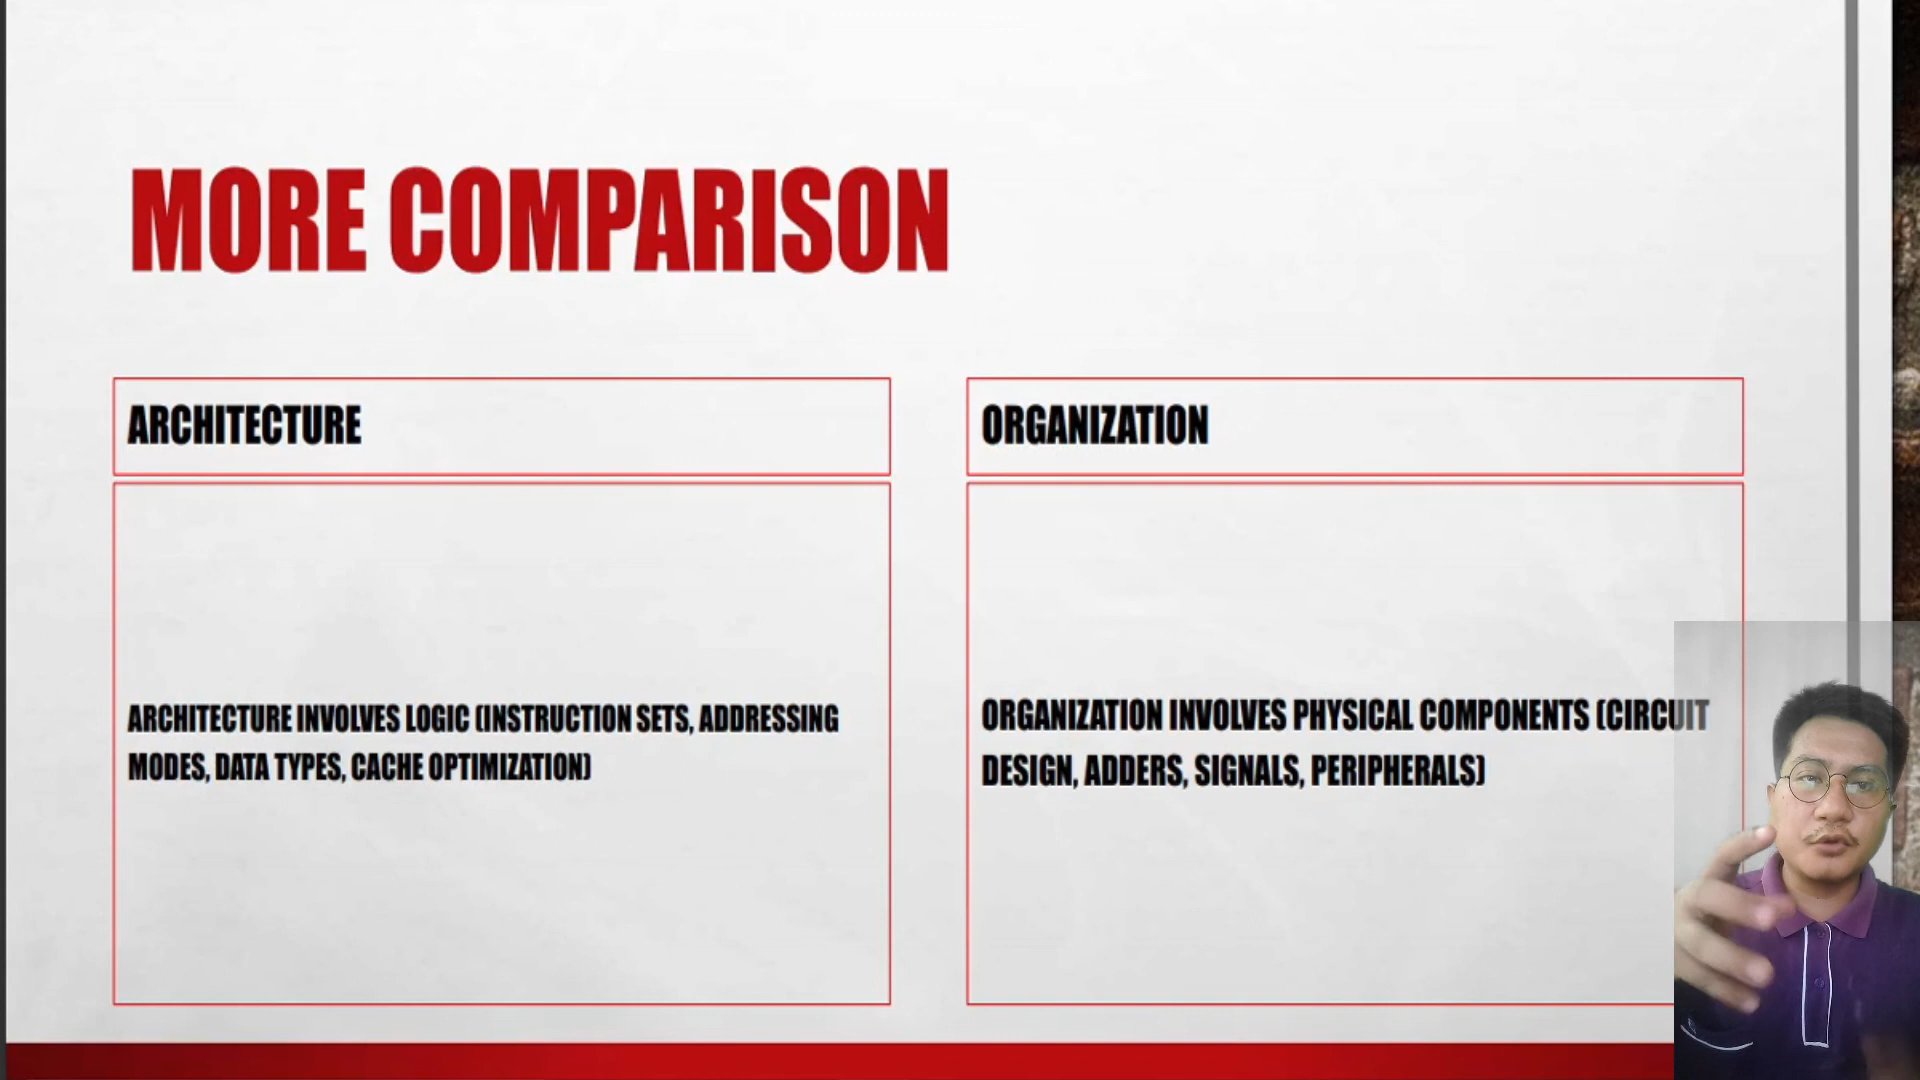 MORE COMPARISON
ARCHITECTURE
ARCHITECTURE INVOLVES LOGIC (INSTRUCTION SETS, ADDRESSING
MODES, DATA TYPES, CACHE OPTIMIZATION)
ORGANIZATION
ORGANIZATION INVOLVES PHYSICAL COMPONENTS (CIRCUIT
DESIGN, ADDERS, SIGNALS, PERIPHERALS)